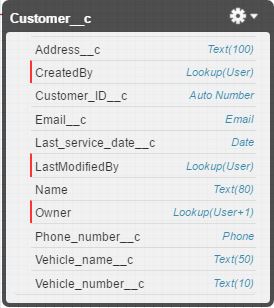 Customer__c
Address__c Text(100)
CreatedBy Lookup(User)
Customer_ID__c Auto Number
Email__c Email
Last_service_date__c Date
LastModifiedBy Lookup(User)
Name Text(80)
Owner Lookup(User+1)
Phone_number__c Phone
Vehicle_name__c Text(50)
Vehicle_number__c Text(10)